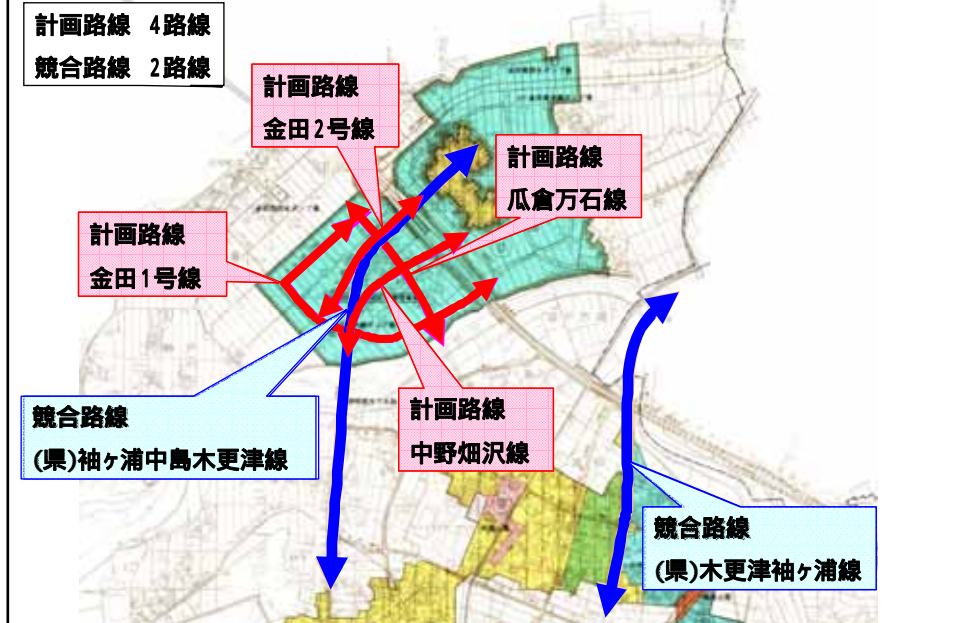 計画路線 4路線
競合路線 2路線
計画路線
金田2号線
計画路線
瓜倉万石線
計画路線
金田1号線
競合路線
(県)袖ヶ浦中島木更津線
計画路線
中野畑沢線
競合路線
(県)木更津袖ヶ浦線